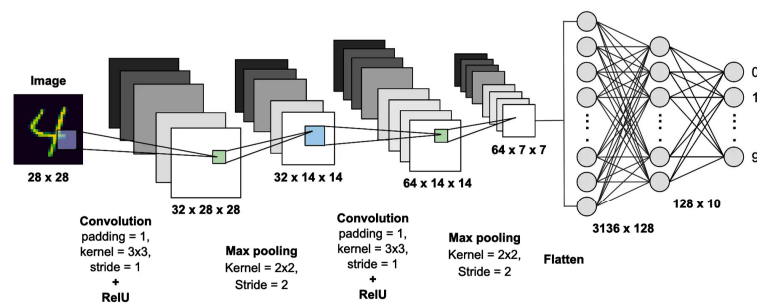 Image
28 x 28
Convolution
padding = 1,
kernel = 3x3,
stride = 1
+
RelU
32 x 28 x 28
Max pooling
Kernel = 2x2,
Stride = 2
32 x 14 x 14
Convolution
padding = 1,
kernel = 3x3,
stride = 1
+
RelU
64 x 14 x 14
Max pooling
Kernel = 2x2,
Stride = 2
64 x 7 x 7
Flatten
3136 x 128
128 x 10
0
1
9